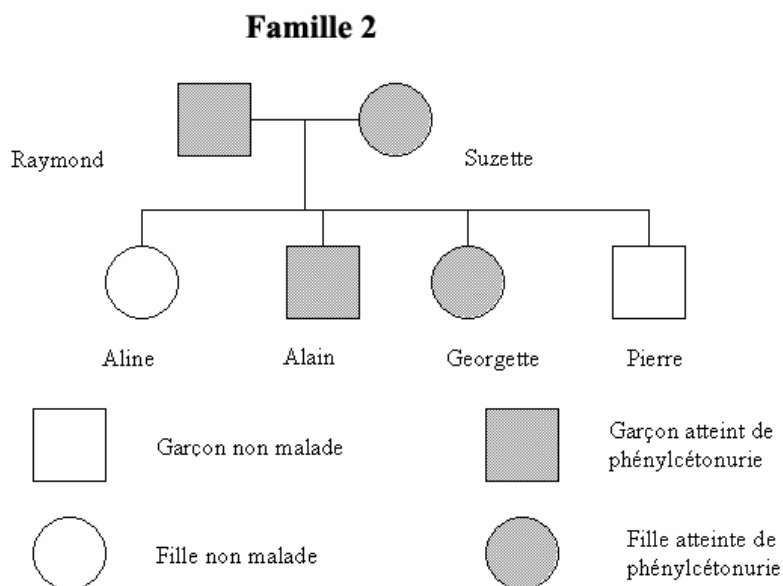 Famille 2
Raymond
Suzette
Aline
Alain
Georgette
Pierre
Garçon non malade
Garçon atteint de
phénylcétonurie
Fille non malade
Fille atteinte de
phénylcétonurie